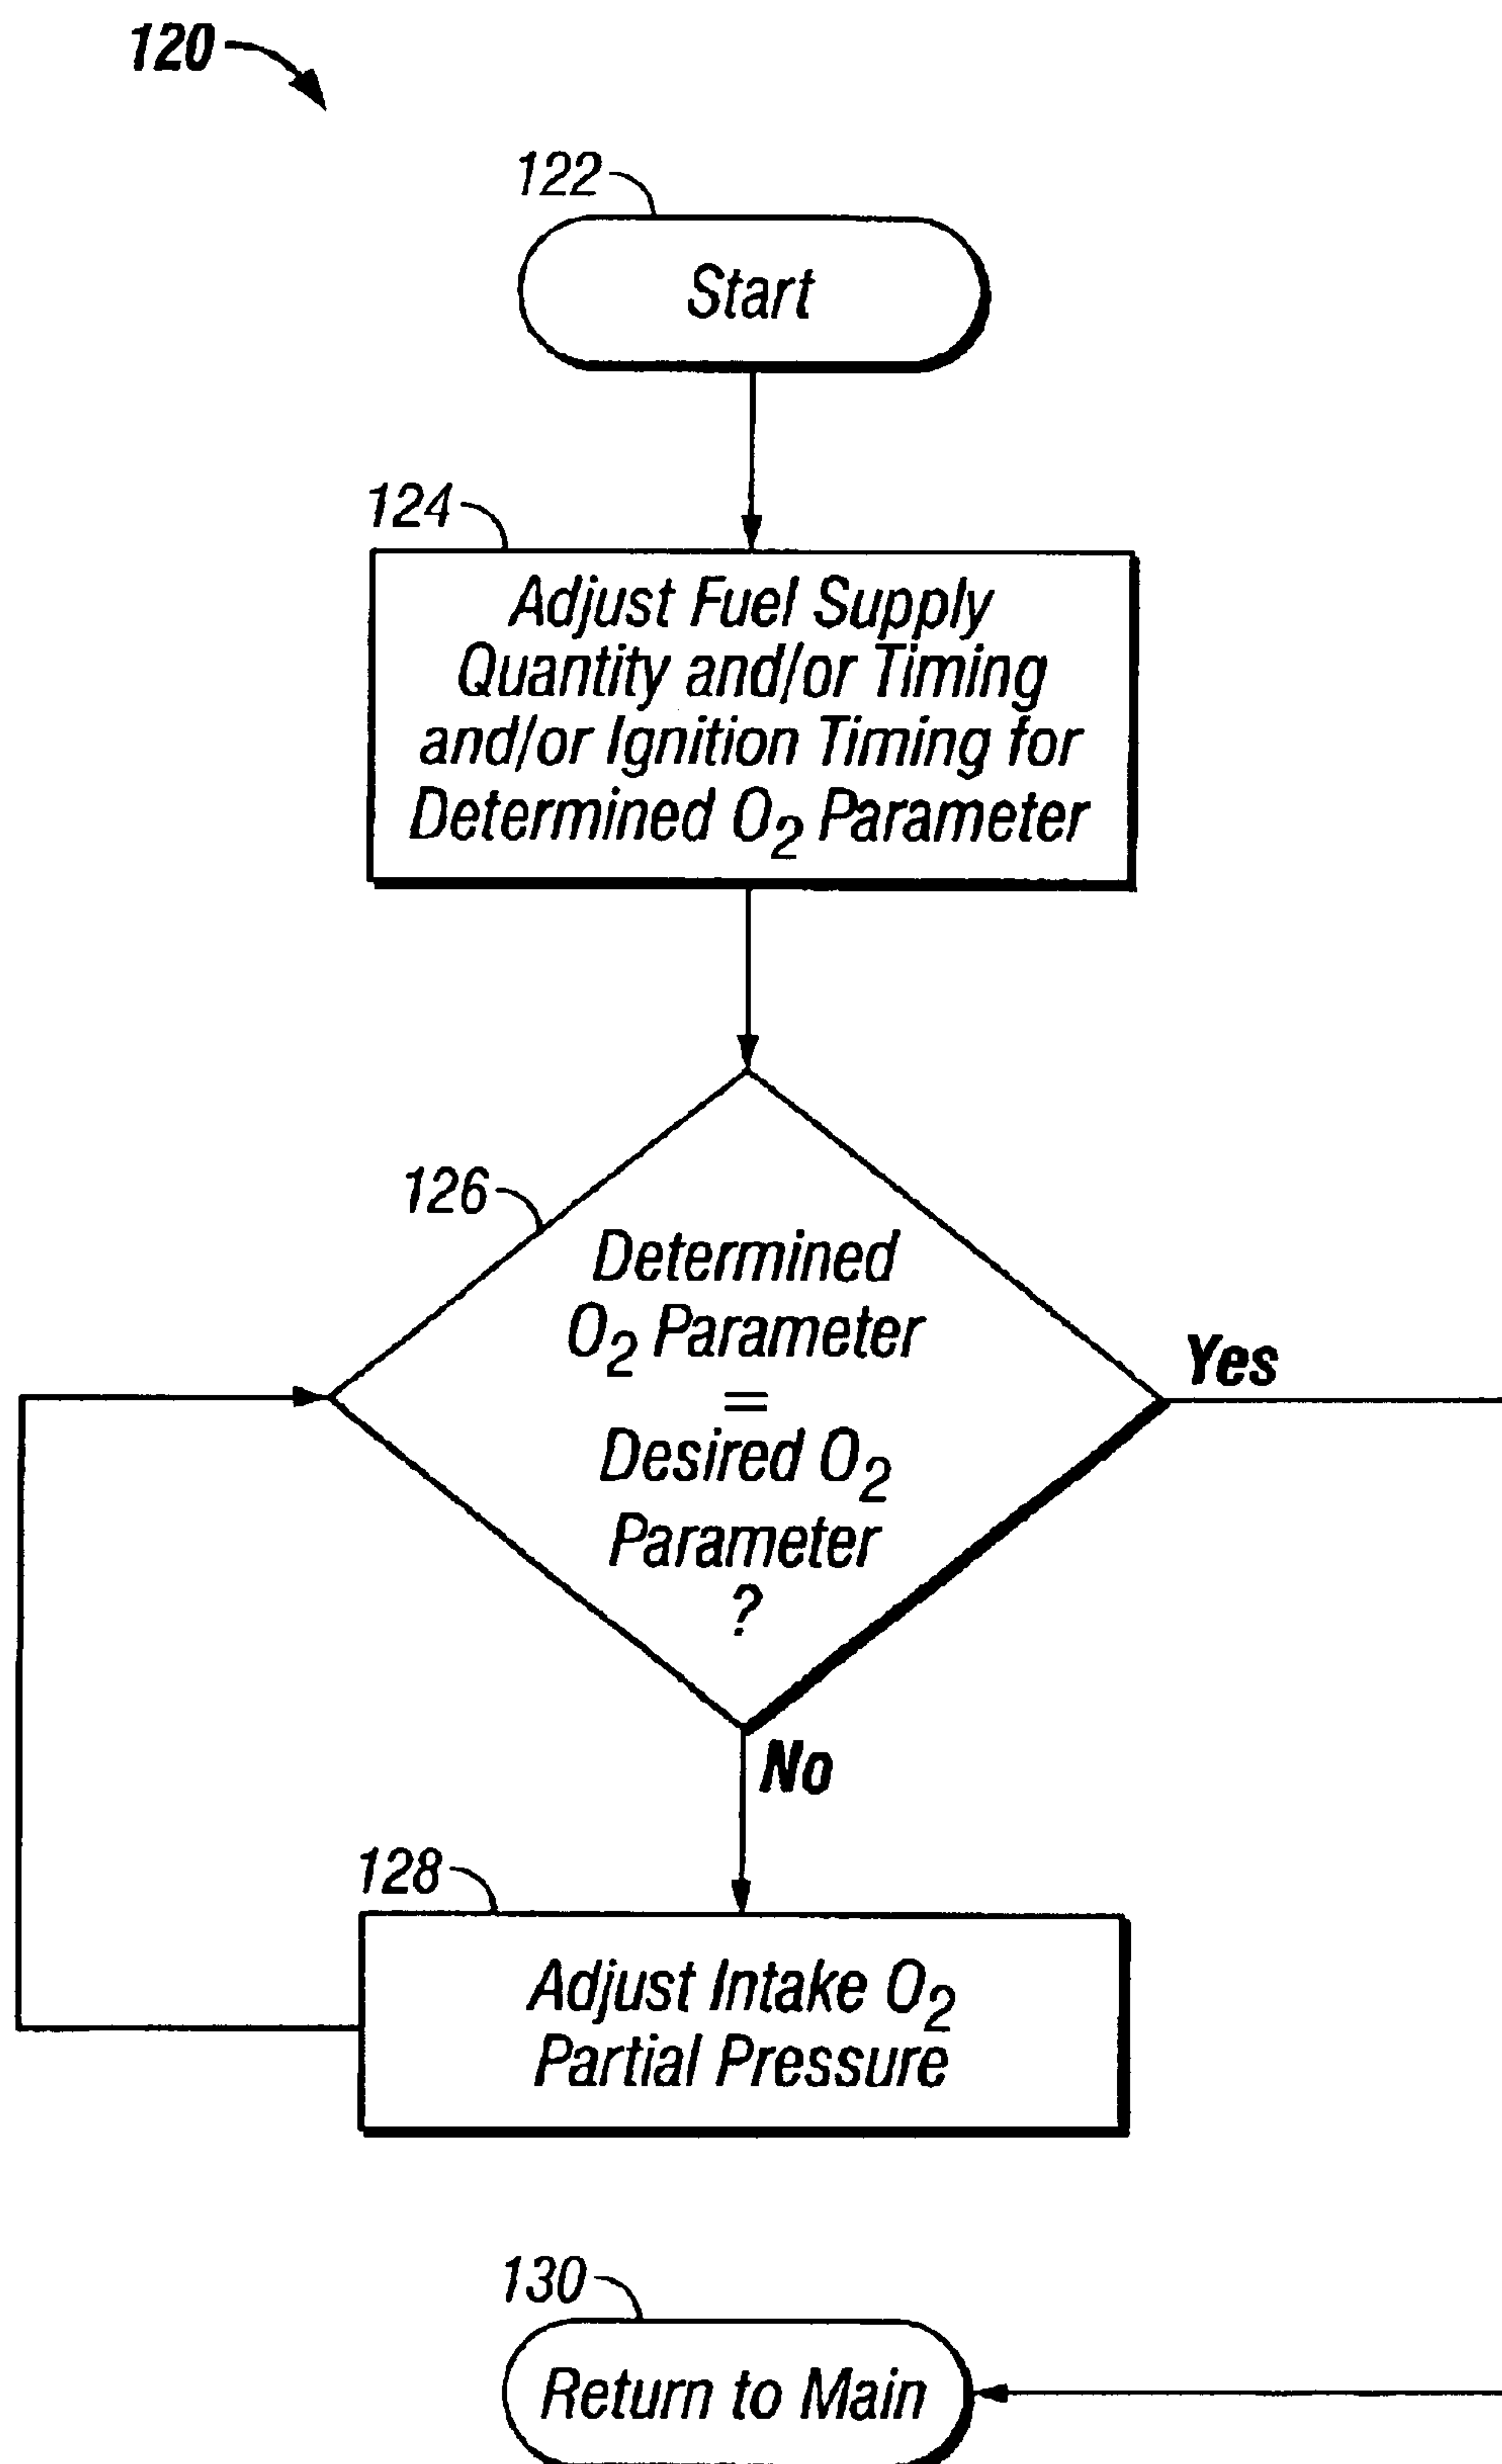 120
122
Start
124
Adjust Fuel Supply
Quantity and/or Timing
and/or Ignition Timing for
Determined O2 Parameter
126
Determined
O2 Parameter
=
Desired O2
Parameter
?
Yes
No
128
Adjust Intake O2
Partial Pressure
130
Return to Main